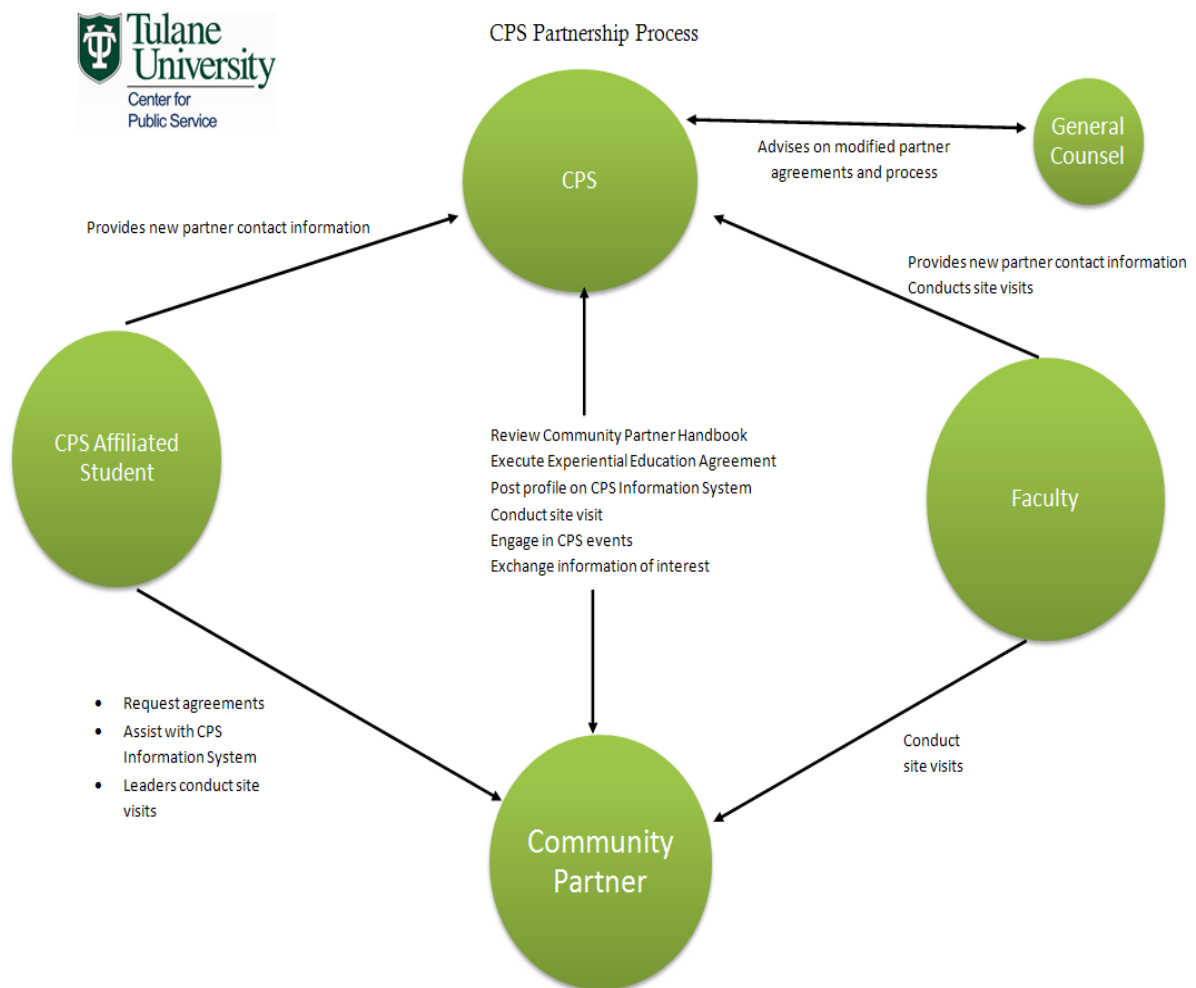 Tulane
University
Center for
Public Service
CPS Partnership Process
CPS
General
Counsel
Advises on modified partner
agreements and process
Provides new partner contact information
Provides new partner contact information
Conducts site visits
CPS Affiliated
Student
Review Community Partner Handbook
Execute Experiential Education Agreement
Post profile on CPS Information System
Conduct site visit
Engage in CPS events
Exchange information of interest
Faculty
• Request agreements
• Assist with CPS
Information System
• Leaders conduct site
visits
Conduct
site visits
Community
Partner